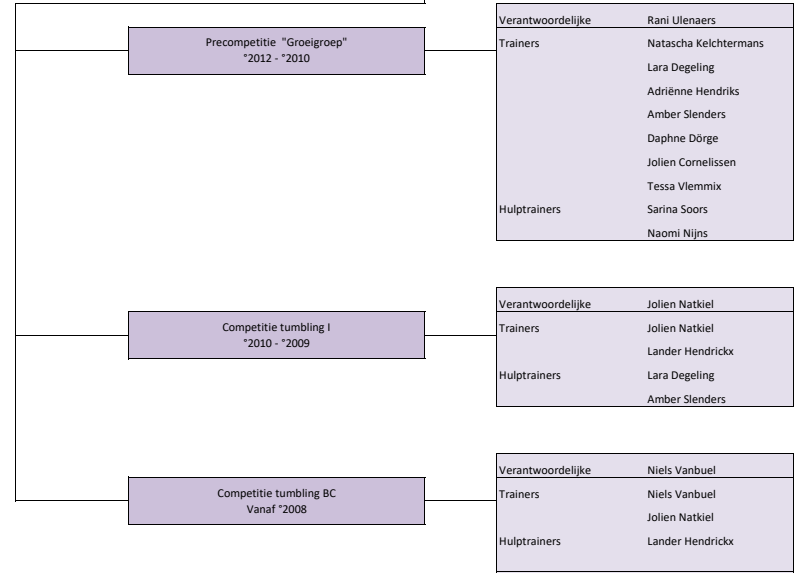 Precompetitie "Groeigroep"
°2012 - °2010
Verantwoordelijke Rani Ulenaers
Trainers Natascha Kelchtermans
Lara Degeling
Adriënne Hendriks
Amber Slenders
Daphne Dörge
Jolien Cornelissen
Tessa Vlemmix
Hulptrainers Sarina Soors
Naomi Nijns
Competitie tumbling I
°2010 - °2009
Verantwoordelijke Jolien Natkiel
Trainers Jolien Natkiel
Lander Hendrickx
Hulptrainers Lara Degeling
Amber Slenders
Competitie tumbling BC
Vanaf °2008
Verantwoordelijke Niels Vanbuel
Trainers Niels Vanbuel
Jolien Natkiel
Hulptrainers Lander Hendrickx